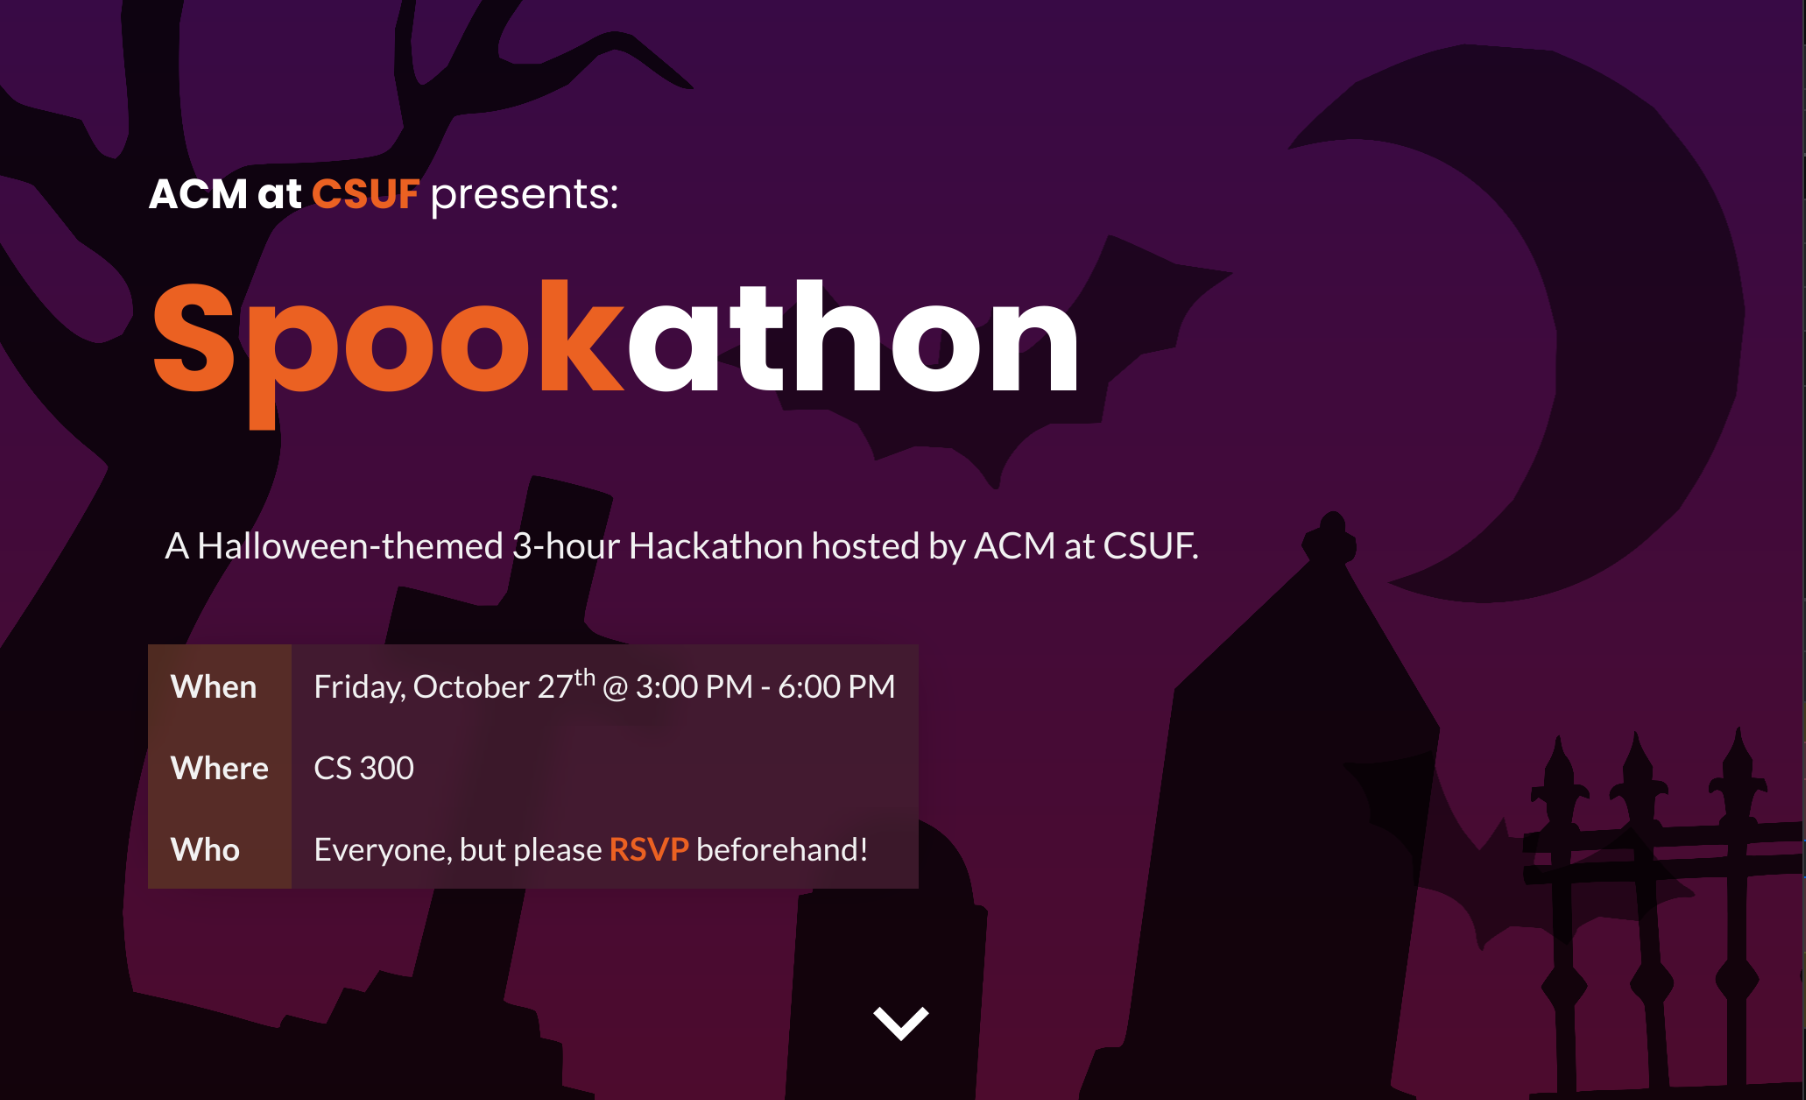 ACM at CSUF presents:
Spookathon
A Halloween-themed 3-hour Hackathon hosted by ACM at CSUF.
When Friday, October 27th @ 3:00 PM - 6:00 PM
Where CS 300
Who Everyone, but please RSVP beforehand!